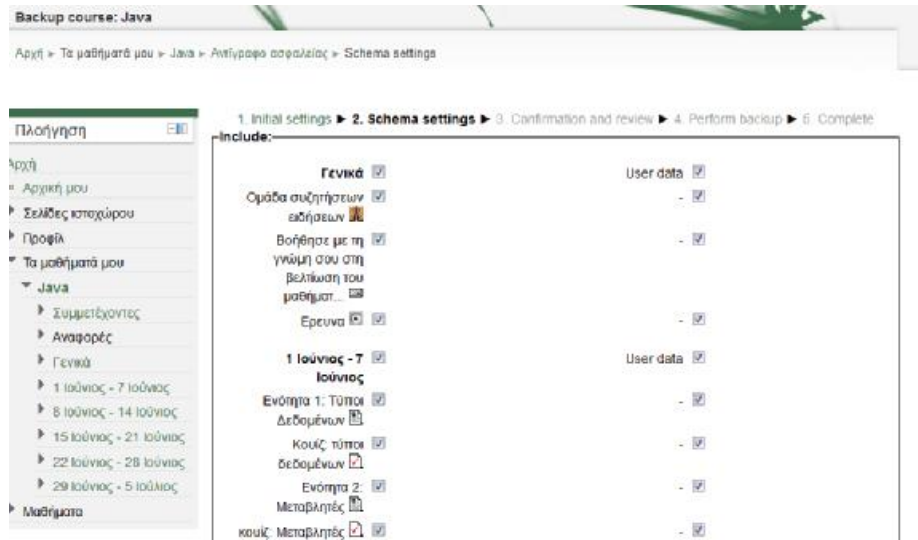 Backup course: Java
Αρχή ► Τα μαθήματά μου ► Java ► Αντίγραφο ασφαλείας ► Schema settings
Πλοήγηση
Αρχή
Αρχική μου
Σελίδες ιστοχώρου
Προφίλ
Τα μαθήματά μου
Java
Συμμετέχοντες
Αναφορές
Γενικά
1 Ιούνιος - 7 Ιούνιος
8 Ιούνιος - 14 Ιούνιος
15 Ιούνιος - 21 Ιούνιος
22 Ιούνιος - 28 Ιούνιος
29 Ιούνιος - 5 Ιούλιος
Μαθήματα
1. Initial settings ► 2. Schema settings ► 3. Confirmation and review ► 4. Perform backup ► 5. Complete
Include:
Γενικά User data
Ομάδα συζητήσεων -
ειδήσεων
Βοήθησε με τη -
γνώμη σου στη
βελτίωση του
μαθήματ...
Ερευνα -
1 Ιούνιος - 7 User data
Ιούνιος
Ενότητα 1: Τύποι -
Δεδομένων
Κουίζ: τύποι -
δεδομένων
Ενότητα 2: -
Μεταβλητές
κουίζ: Μεταβλητές -